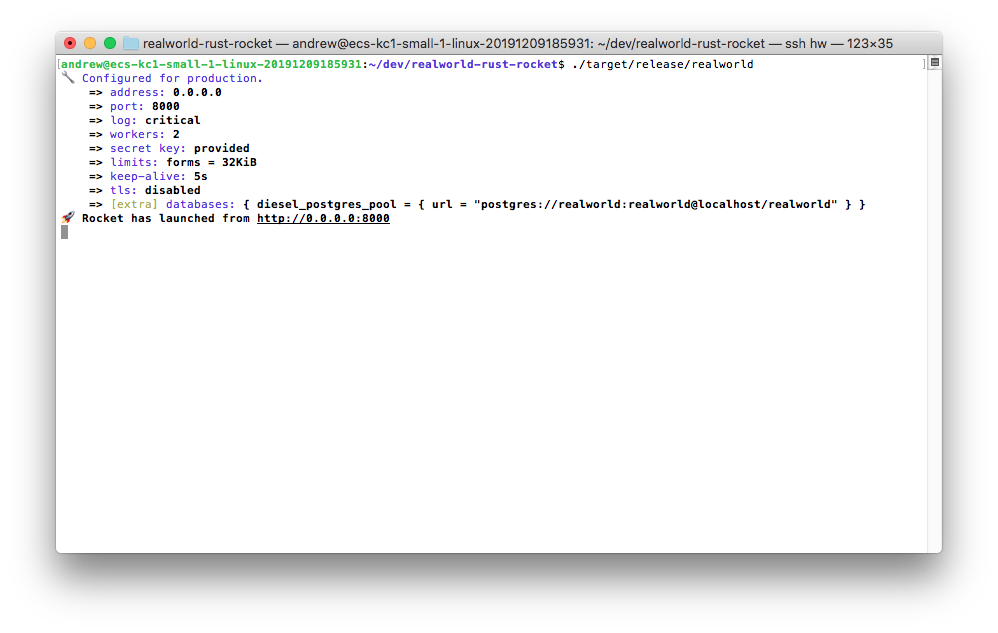 realworld-rust-rocket — andrew@ecs-kc1-small-1-linux-20191209185931: ~/dev/realworld-rust-rocket — ssh hw — 123×35
[andrew@ecs-kc1-small-1-linux-20191209185931:~/dev/realworld-rust-rocket$ ./target/release/realworld ]
🔧 Configured for production.
    => address: 0.0.0.0
    => port: 8000
    => log: critical
    => workers: 2
    => secret key: provided
    => limits: forms = 32KiB
    => keep-alive: 5s
    => tls: disabled
    => [extra] databases: { diesel_postgres_pool = { url = "postgres://realworld:realworld@localhost/realworld" } }
🚀 Rocket has launched from http://0.0.0.0:8000